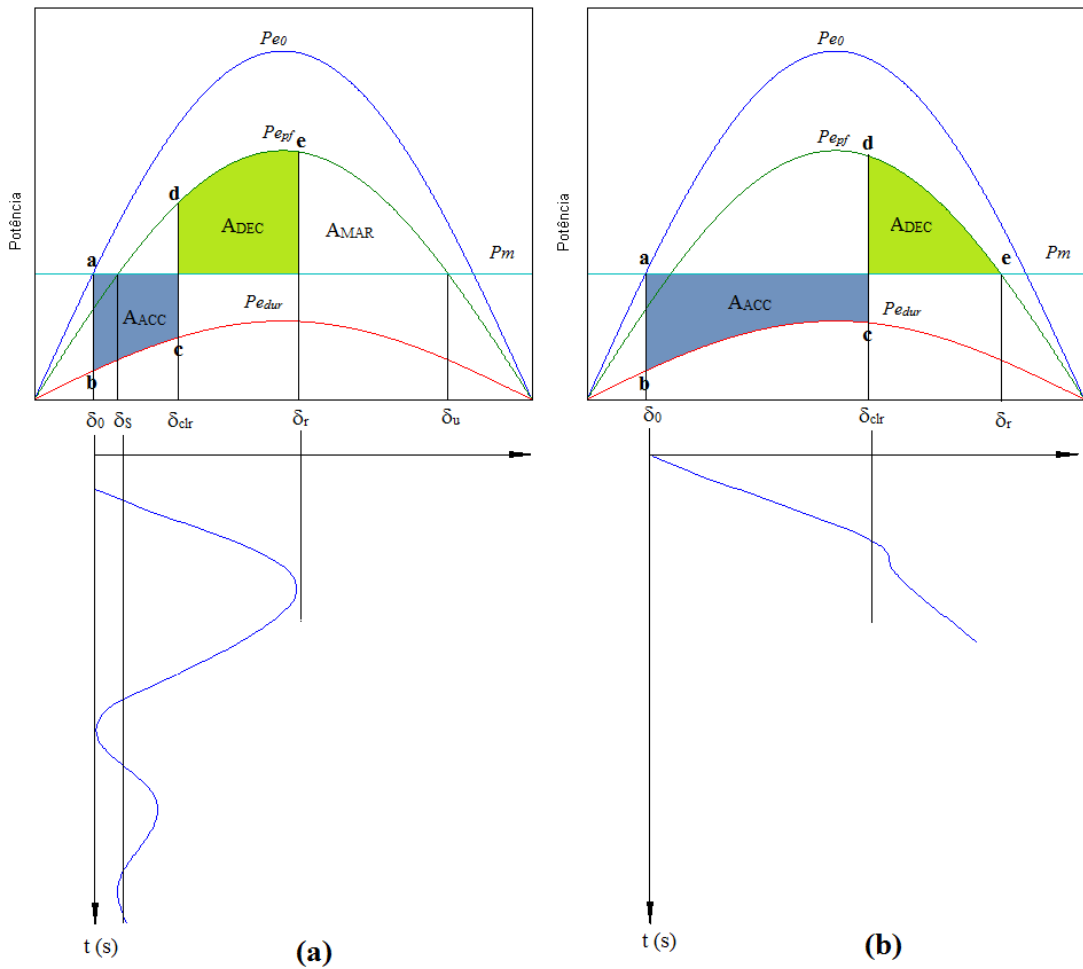 Pe0
Pepf
e
d
Potência
ADEC
AMAR
a
Pm
Pedur
AACC
c
b
δ0 δS δclr δr δu
t (s)
(a)
Pe0
Pepf
d
Potência
ADEC
a
Pm
e
AACC
Pedur
c
b
δ0 δclr δr
t (s)
(b)